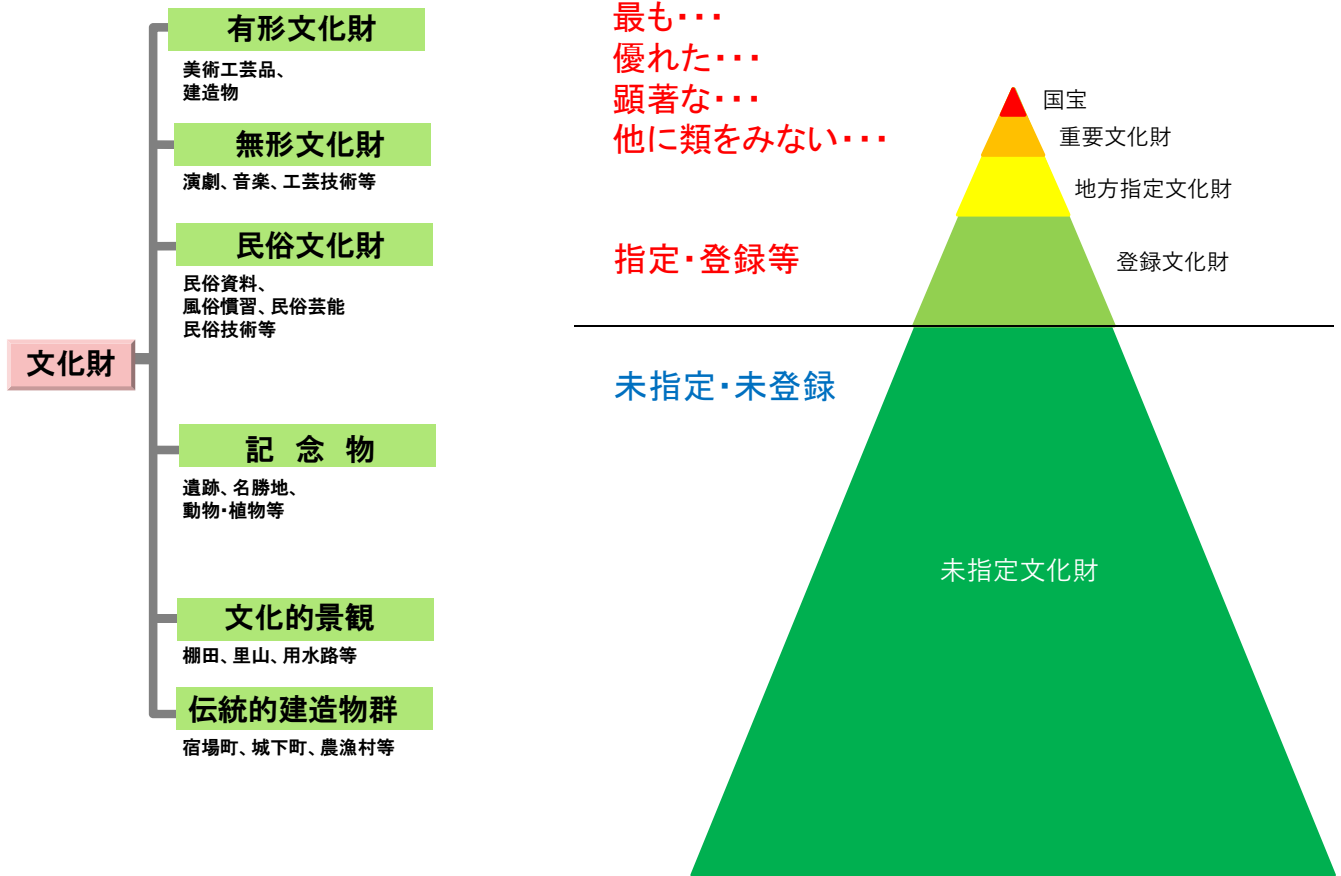 文化財
有形文化財
美術工芸品、
建造物
無形文化財
演劇、音楽、工芸技術等
民俗文化財
民俗資料、
風俗慣習、民俗芸能
民俗技術等
記 念 物
遺跡、名勝地、
動物・植物等
文化的景観
棚田、里山、用水路等
伝統的建造物群
宿場町、城下町、農漁村等
最も・・・
優れた・・・
顕著な・・・
他に類をみない・・・
指定・登録等
未指定・未登録
国宝
重要文化財
地方指定文化財
登録文化財
未指定文化財